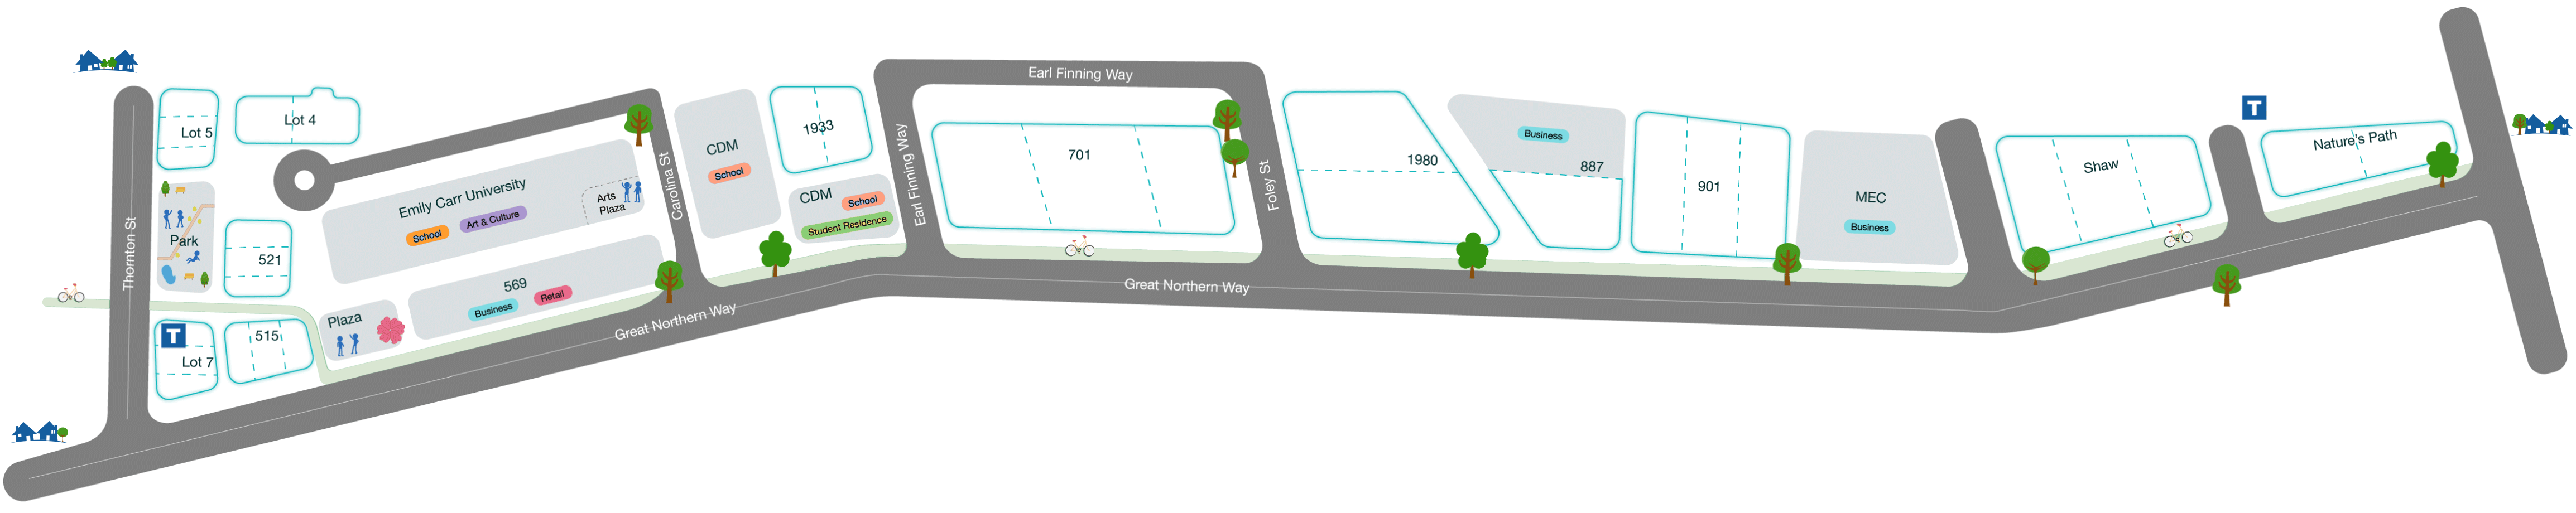 Thornton St
Lot 5
Lot 4
Park
521
T
Lot 7
515
Plaza
Emily Carr University
School
Art & Culture
Arts
Plaza
569
Business
Retail
Carolina St
Great Northern Way
CDM
School
1933
CDM
School
Student Residence
Earl Finning Way
Earl Finning Way
701
Foley St
Great Northern Way
1980
Business
887
901
MEC
Business
Shaw
T
Nature's Path